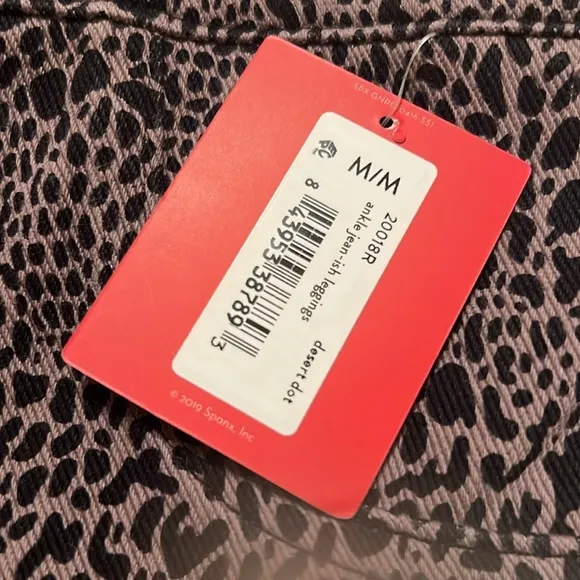 M/M
20018R
ankle jean-ish leggings desert dot
8 43953 38789 3
© 2019 Spanx, Inc